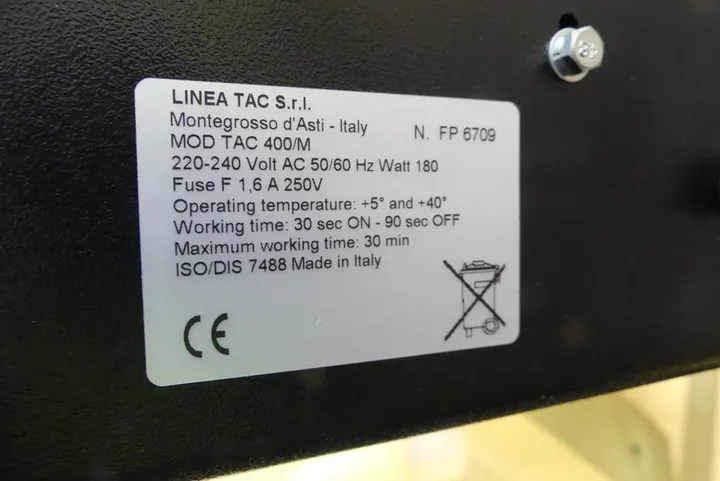 LINEA TAC S.r.l.
Montegrosso d'Asti - Italy N. FP 6709
MOD TAC 400/M
220-240 Volt AC 50/60 Hz Watt 180
Fuse F 1,6 A 250V
Operating temperature: +5° and +40°
Working time: 30 sec ON - 90 sec OFF
Maximum working time: 30 min
ISO/DIS 7488 Made in Italy
CE